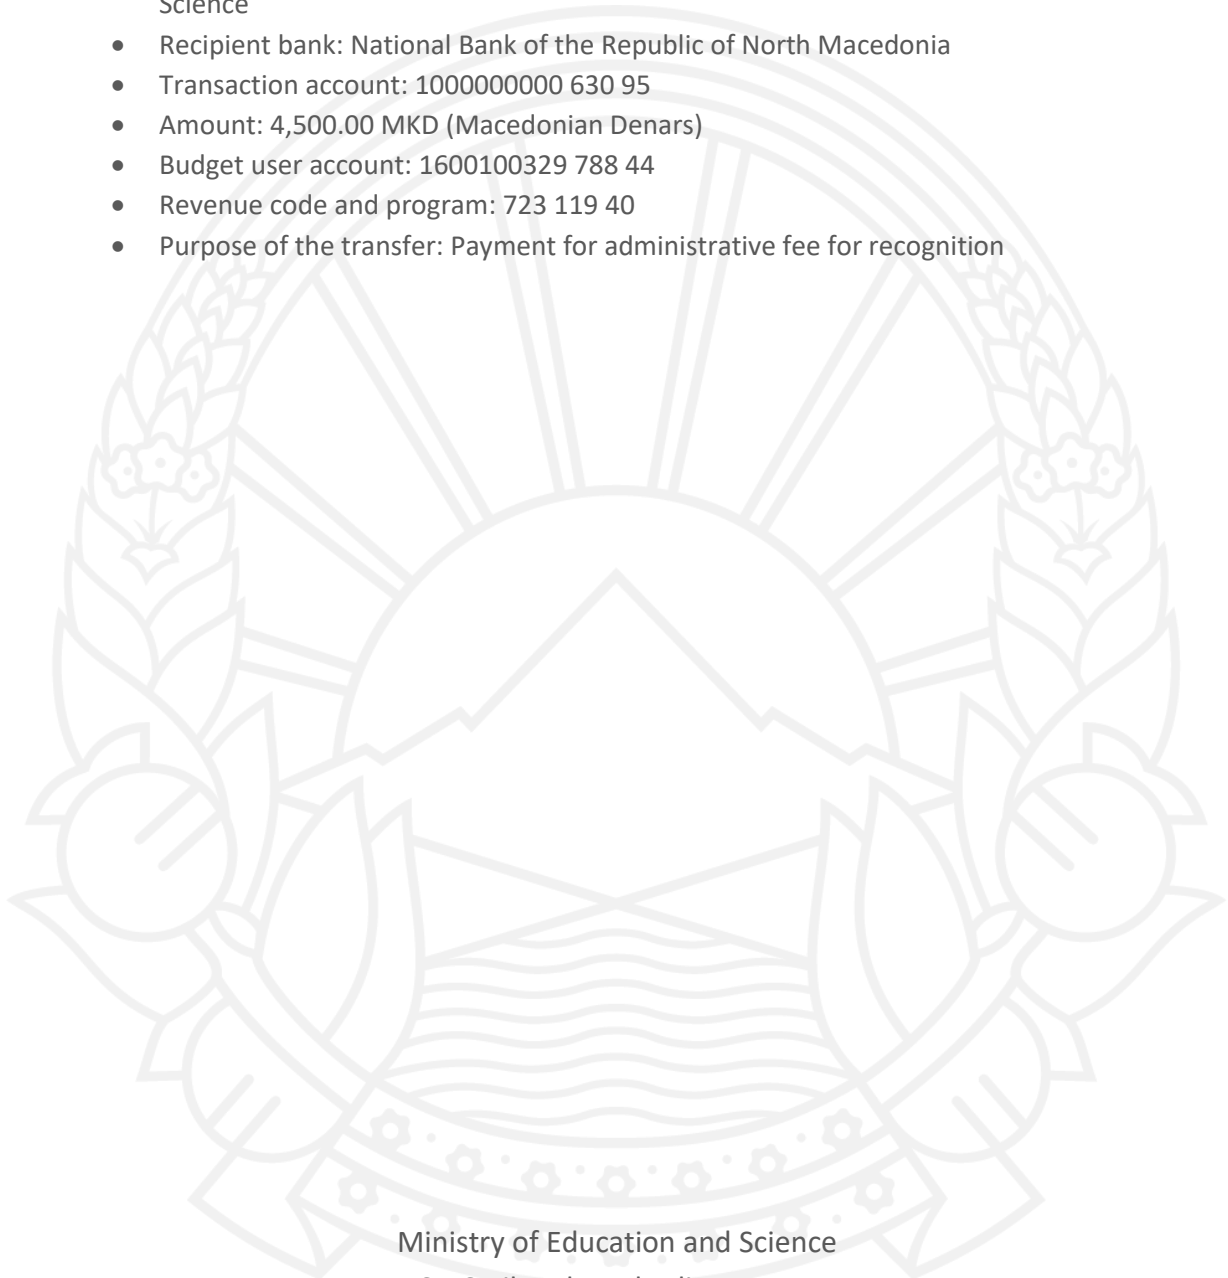 Science
• Recipient bank: National Bank of the Republic of North Macedonia
• Transaction account: 1000000000 630 95
• Amount: 4,500.00 MKD (Macedonian Denars)
• Budget user account: 1600100329 788 44
• Revenue code and program: 723 119 40
• Purpose of the transfer: Payment for administrative fee for recognition
Ministry of Education and Science